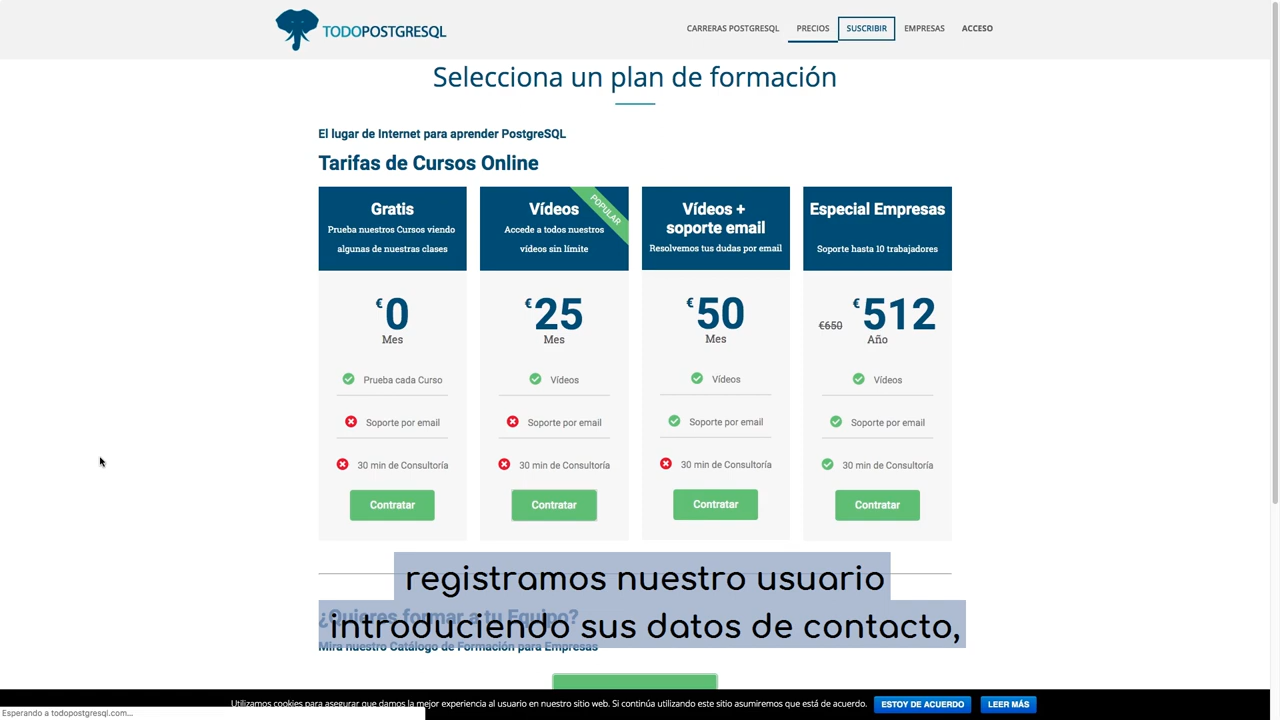 TODOPOSTGRESQL
CARRERAS POSTGRESQL PRECIOS SUSCRIBIR EMPRESAS ACCESO
Selecciona un plan de formación
El lugar de Internet para aprender PostgreSQL
Tarifas de Cursos Online
Gratis
Prueba nuestros Cursos viendo
algunas de nuestras clases
€0
Mes
Prueba cada Curso
Soporte por email
30 min de Consultoría
Contratar
POPULAR
Vídeos
Accede a todos nuestros
vídeos sin límite
€25
Mes
Vídeos
Soporte por email
30 min de Consultoría
Contratar
Vídeos +
soporte email
Resolvemos tus dudas por email
€50
Mes
Vídeos
Soporte por email
30 min de Consultoría
Contratar
Especial Empresas
Soporte hasta 10 trabajadores
€650 €512
Año
Vídeos
Soporte por email
30 min de Consultoría
Contratar
registramos nuestro usuario
introduciendo sus datos de contacto,
¿Quieres formar a tu Equipo?
Mira nuestro Catálogo de Formación para Empresas
Utilizamos cookies para asegurar que damos la mejor experiencia al usuario en nuestro sitio web. Si continúa utilizando este sitio asumiremos que está de acuerdo. ESTOY DE ACUERDO LEER MÁS
Esperando a todopostgresql.com...